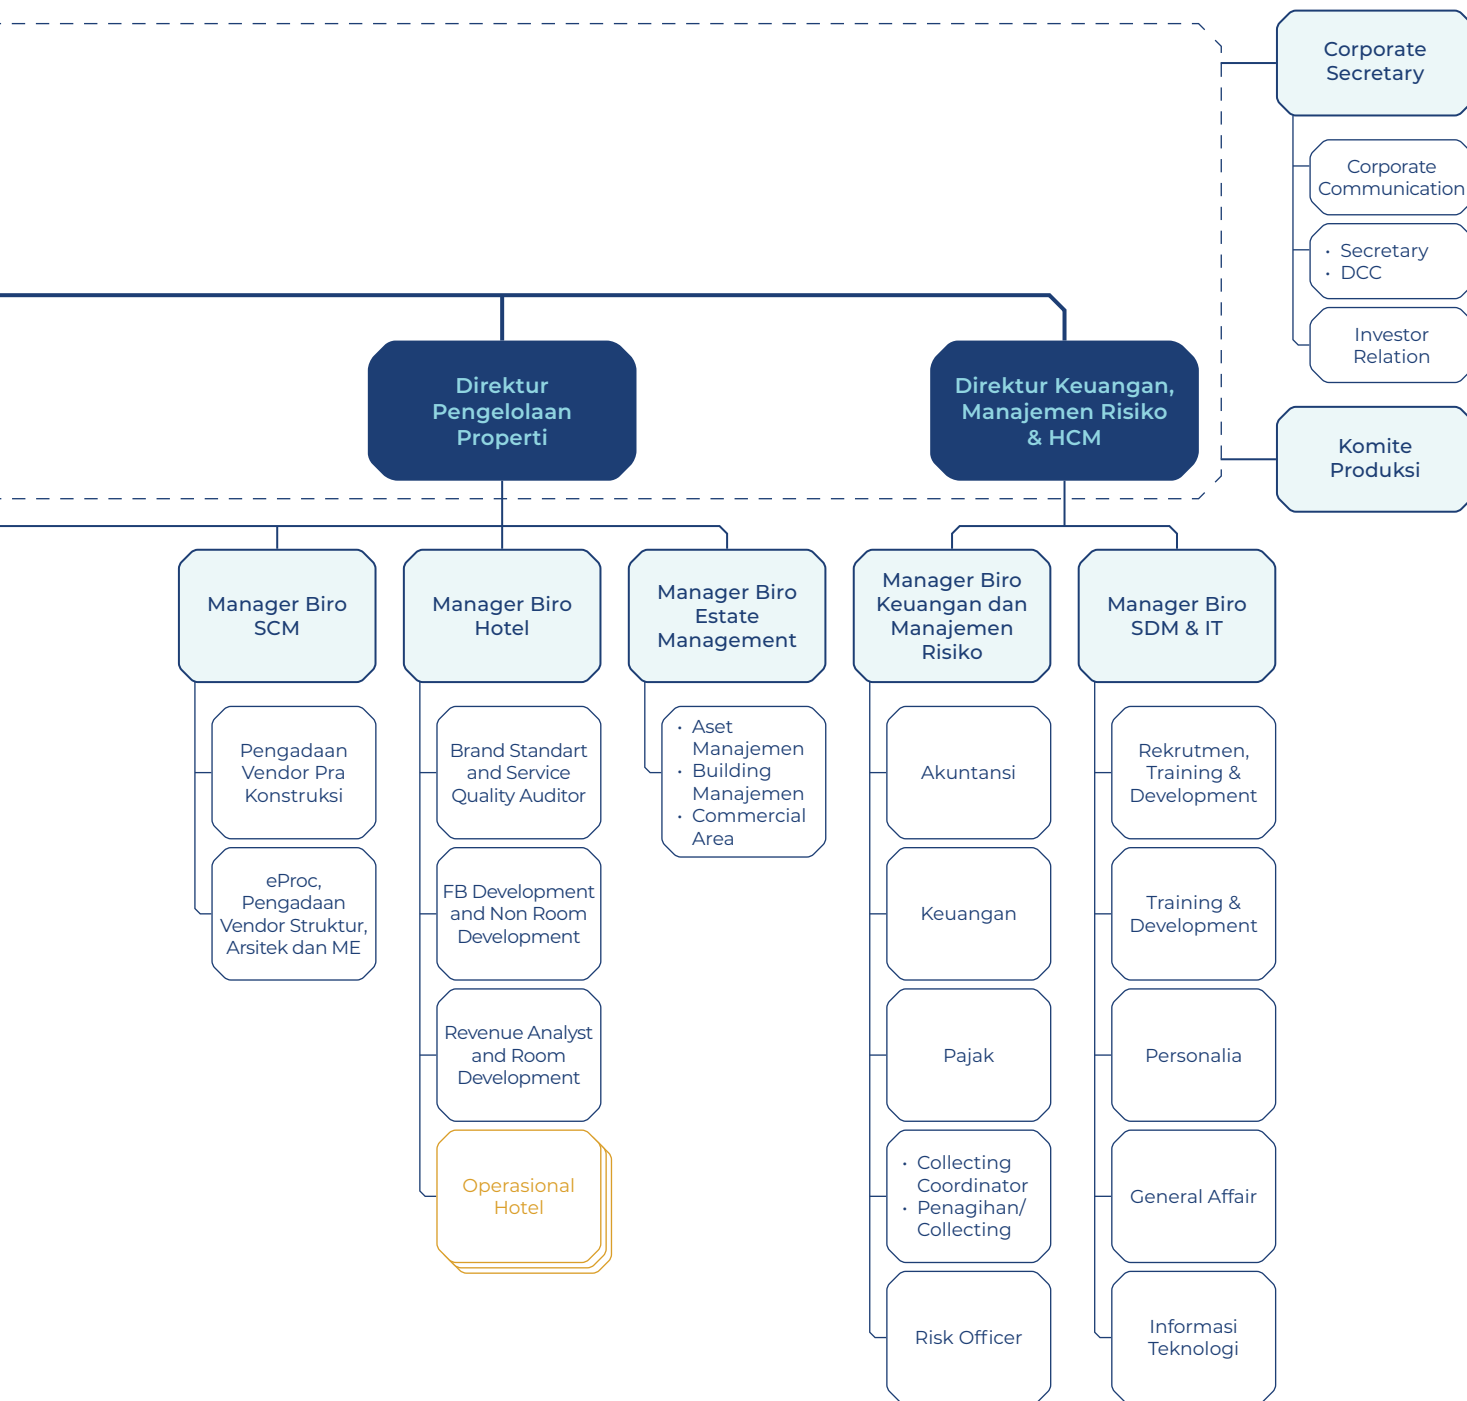 Corporate
Secretary
Corporate
Communication
• Secretary
• DCC
Investor
Relation
Komite
Produksi
Direktur
Pengelolaan
Properti
Direktur Keuangan,
Manajemen Risiko
& HCM
Manager Biro
SCM
Pengadaan
Vendor Pra
Konstruksi
eProc,
Pengadaan
Vendor Struktur,
Arsitek dan ME
Manager Biro
Hotel
Brand Standart
and Service
Quality Auditor
FB Development
and Non Room
Development
Revenue Analyst
and Room
Development
Operasional
Hotel
Manager Biro
Estate
Management
• Aset
Manajemen
• Building
Manajemen
• Commercial
Area
Manager Biro
Keuangan dan
Manajemen
Risiko
Akuntansi
Keuangan
Pajak
• Collecting
Coordinator
• Penagihan/
Collecting
Risk Officer
Manager Biro
SDM & IT
Rekrutmen,
Training &
Development
Training &
Development
Personalia
General Affair
Informasi
Teknologi